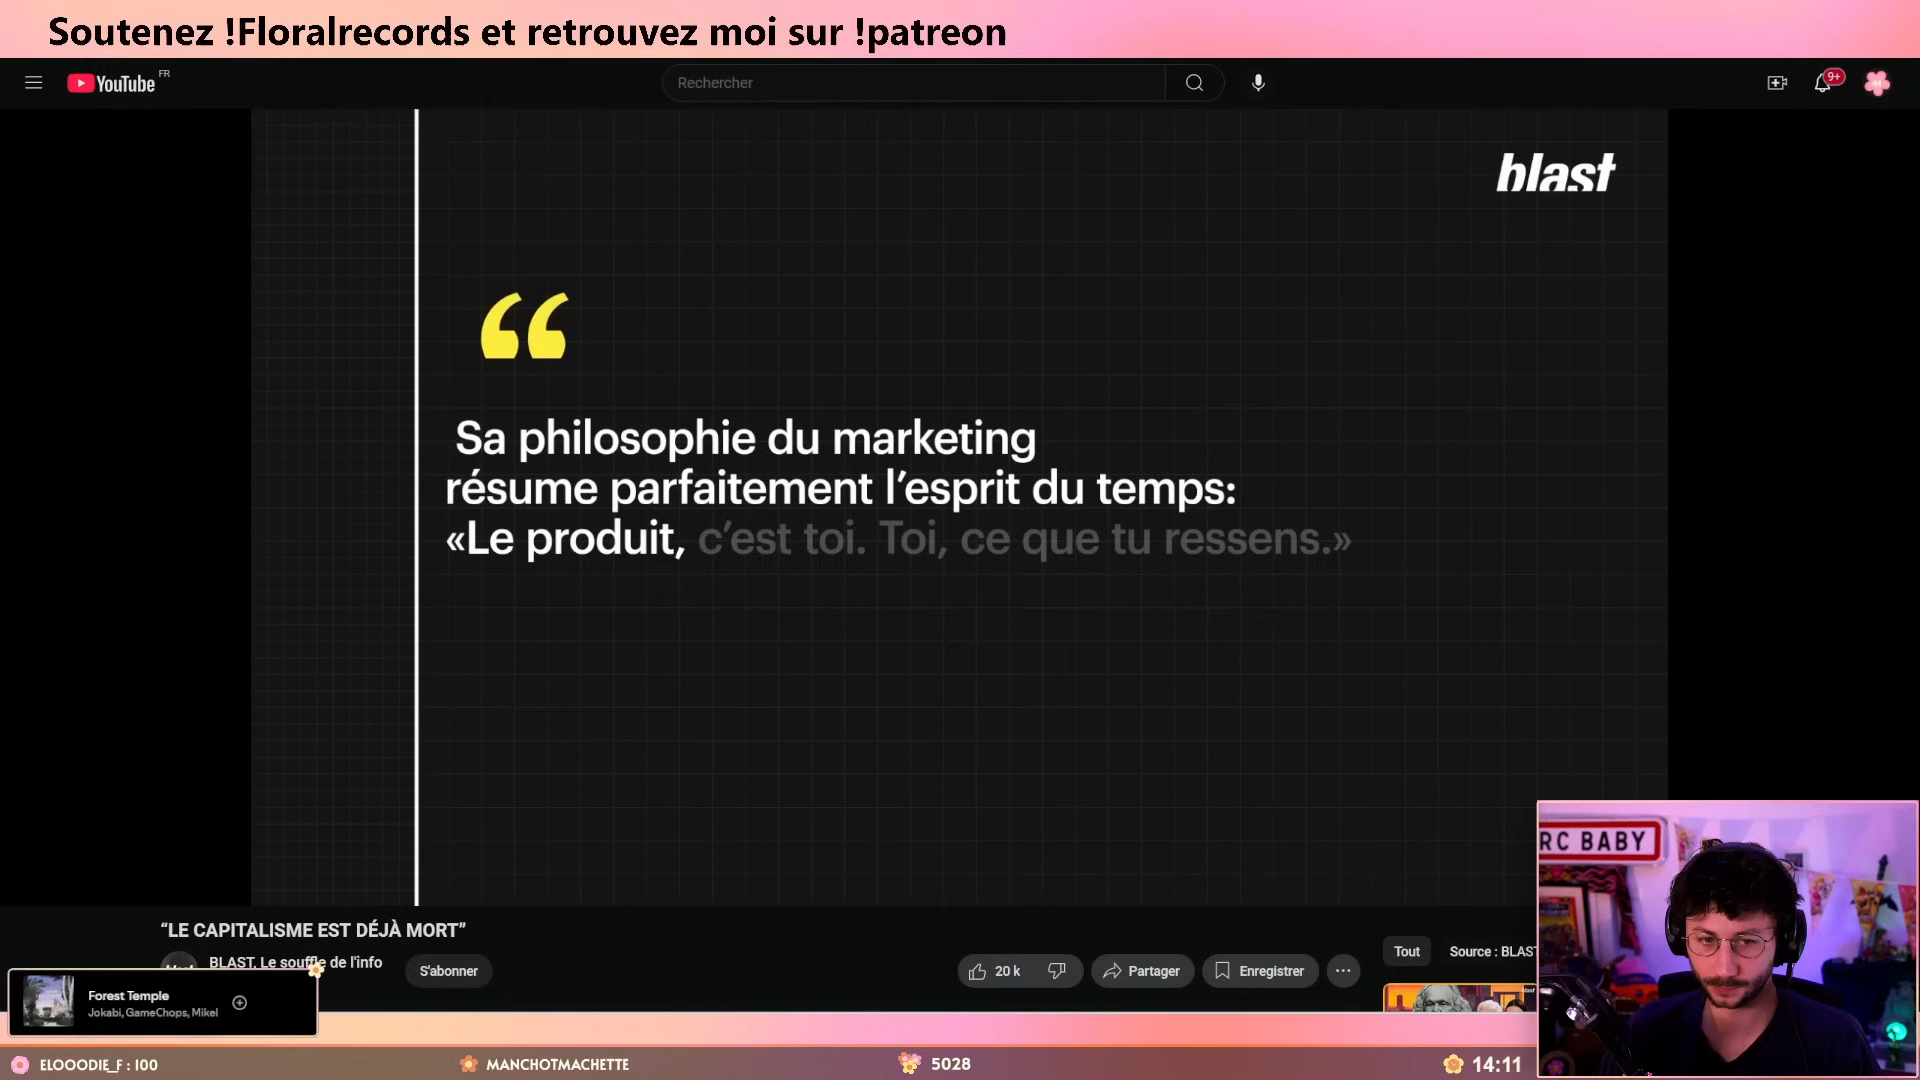 Soutenez !Floralrecords et retrouvez moi sur !patreon
YouTube FR
Rechercher
9+
blast
“
Sa philosophie du marketing
résume parfaitement l’esprit du temps:
«Le produit, c’est toi. Toi, ce que tu ressens.»
“LE CAPITALISME EST DÉJÀ MORT”
BLAST, Le souffle de l'info
S'abonner
20 k
Partager
Enregistrer
Tout
Source : BLAST
RC BABY
Forest Temple
Jokabi, GameChops, Mikel
ELOOODIE_F : 100
MANCHOTMACHETTE
5028
14:11